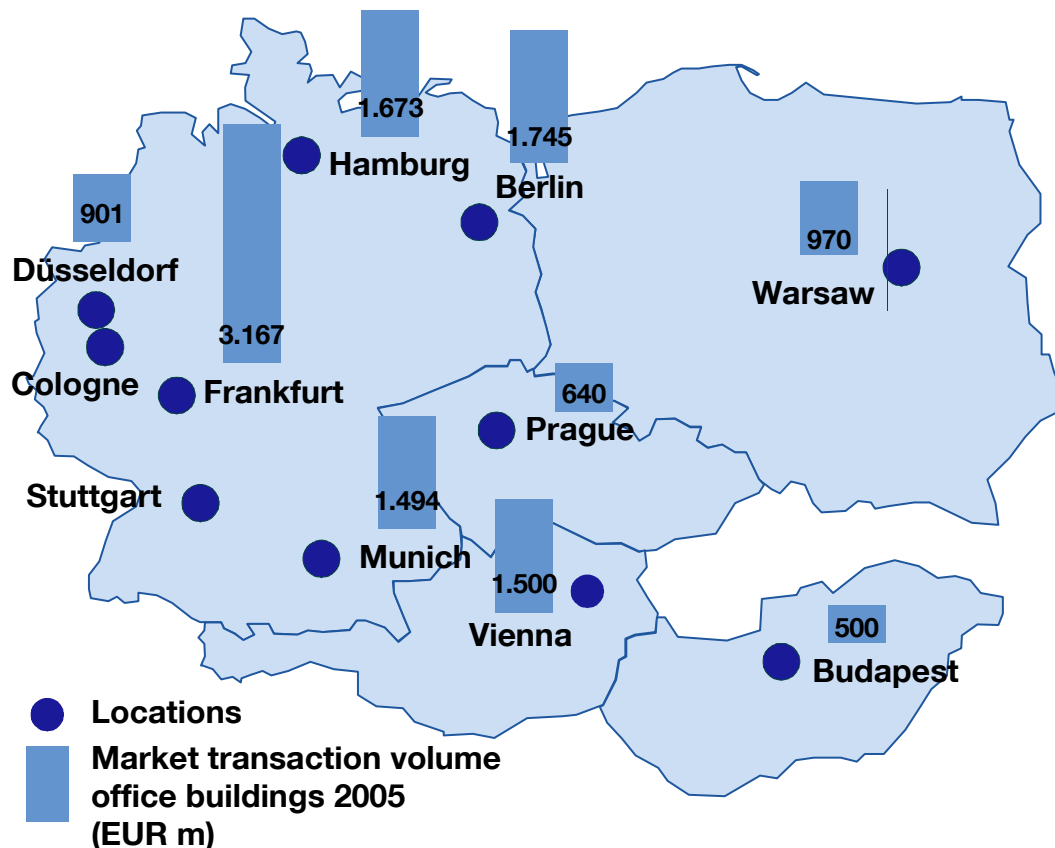 1.673
Hamburg
1.745
Berlin
901
Düsseldorf
3.167
Frankfurt
970
Warsaw
Cologne
640
Prague
Stuttgart
1.494
Munich
1.500
Vienna
500
Budapest
Locations
Market transaction volume
office buildings 2005
(EUR m)